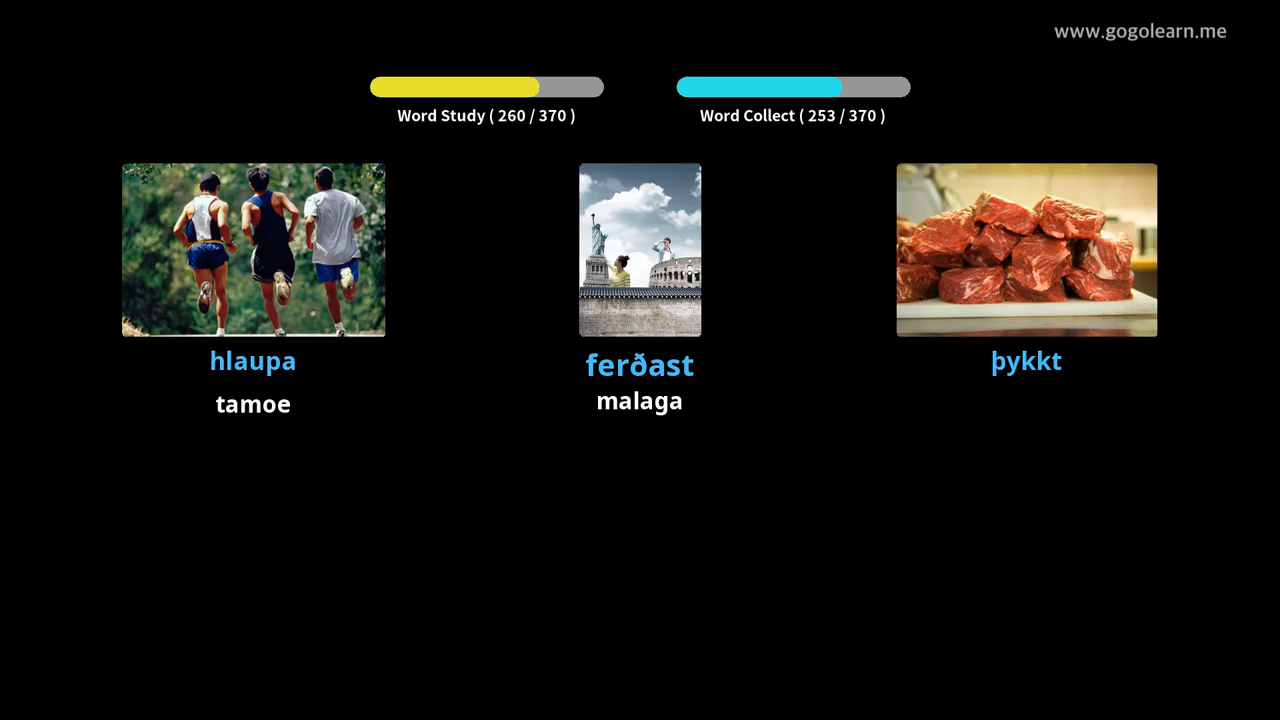 www.gogolearn.me
Word Study ( 260 / 370 )
Word Collect ( 253 / 370 )
hlaupa
ferðast
þykkt
tamoe
malaga